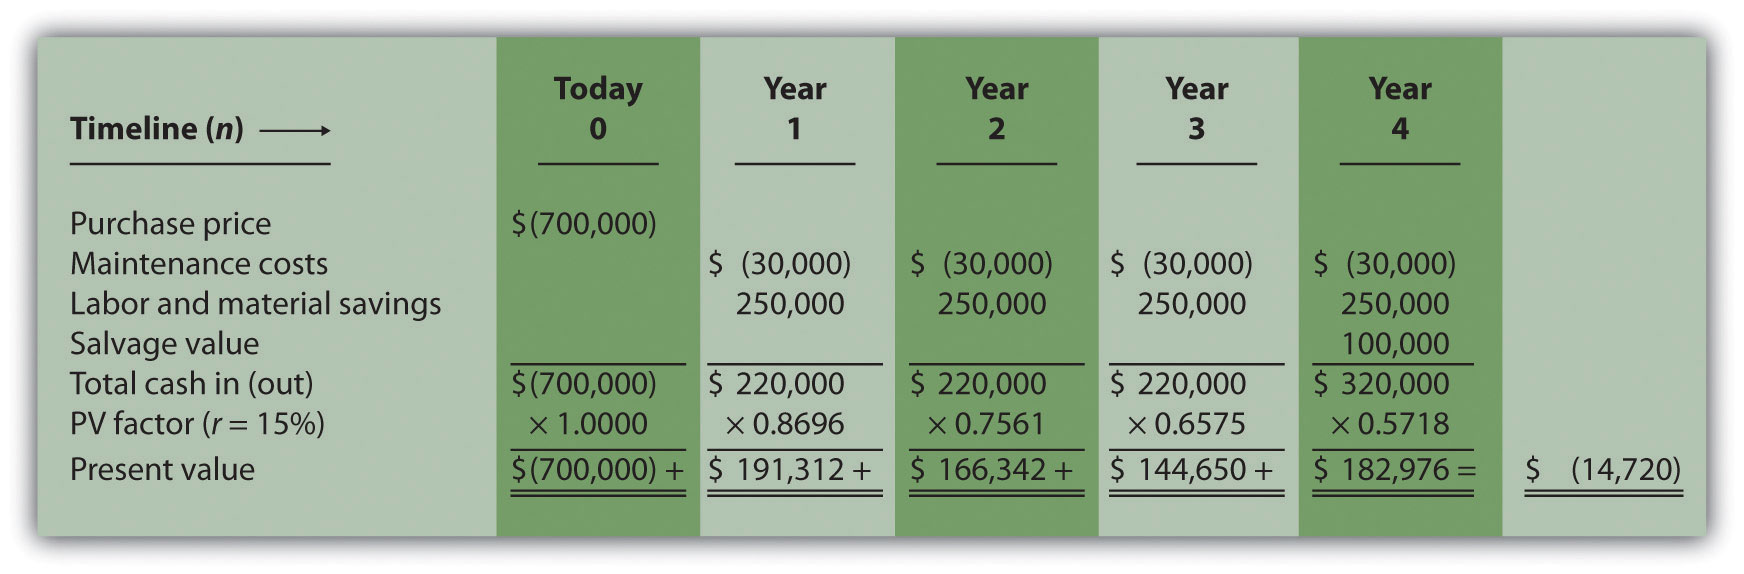 Today Year Year Year Year
Timeline (n) ⟶ 0 1 2 3 4
Purchase price $(700,000)
Maintenance costs $ (30,000) $ (30,000) $ (30,000) $ (30,000)
Labor and material savings 250,000 250,000 250,000 250,000
Salvage value 100,000
Total cash in (out) $(700,000) $ 220,000 $ 220,000 $ 220,000 $ 320,000
PV factor (r = 15%) × 1.0000 × 0.8696 × 0.7561 × 0.6575 × 0.5718
Present value $(700,000) + $ 191,312 + $ 166,342 + $ 144,650 + $ 182,976 = $ (14,720)